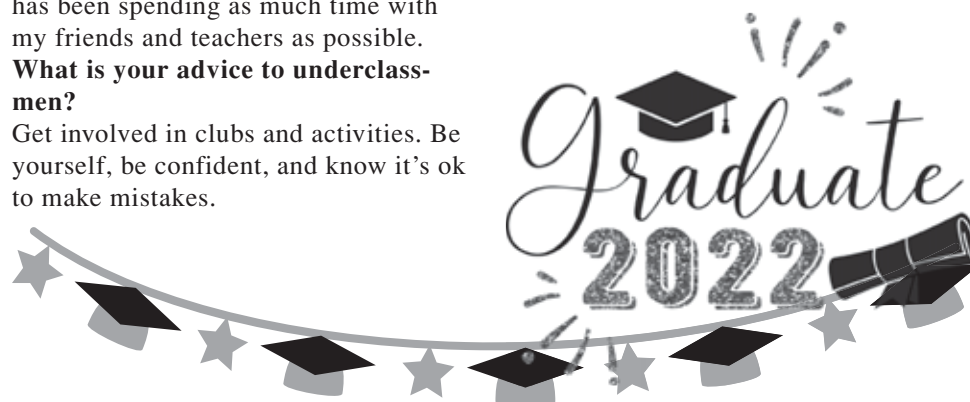 has been spending as much time with
my friends and teachers as possible.
What is your advice to underclass-
men?
Get involved in clubs and activities. Be
yourself, be confident, and know it’s ok
to make mistakes.
graduate
2022